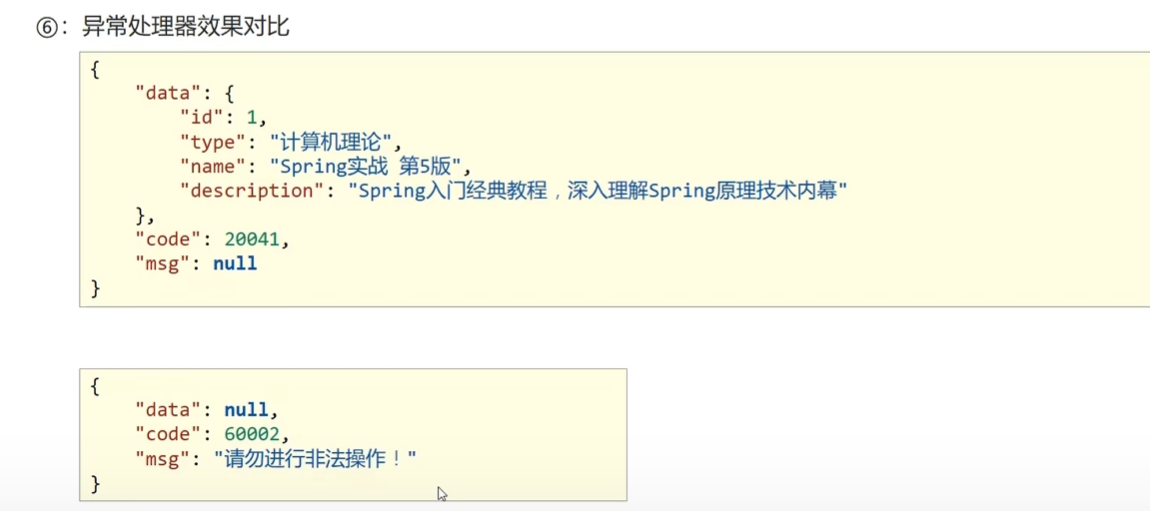 ⑥：异常处理器效果对比
{
"data": {
"id": 1,
"type": "计算机理论",
"name": "Spring实战 第5版",
"description": "Spring入门经典教程，深入理解Spring原理技术内幕"
},
"code": 20041,
"msg": null
}
{
"data": null,
"code": 60002,
"msg": "请勿进行非法操作！"
}